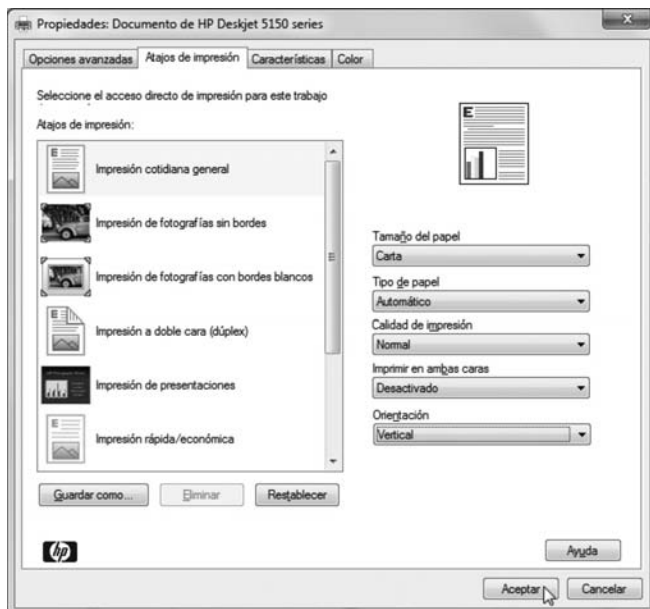 Propiedades: Documento de HP Deskjet 5150 series
Opciones avanzadas
Atajos de impresión
Características
Color
Seleccione el acceso directo de impresión para este trabajo
Atajos de impresión:
Impresión cotidiana general
Impresión de fotografías sin bordes
Impresión de fotografías con bordes blancos
Impresión a doble cara (dúplex)
Impresión de presentaciones
Impresión rápida/económica
E
Tamaño del papel
Carta
Tipo de papel
Automático
Calidad de impresión
Normal
Imprimir en ambas caras
Desactivado
Orientación
Vertical
Guardar como...
Eliminar
Restablecer
hp
Ayuda
Aceptar
Cancelar